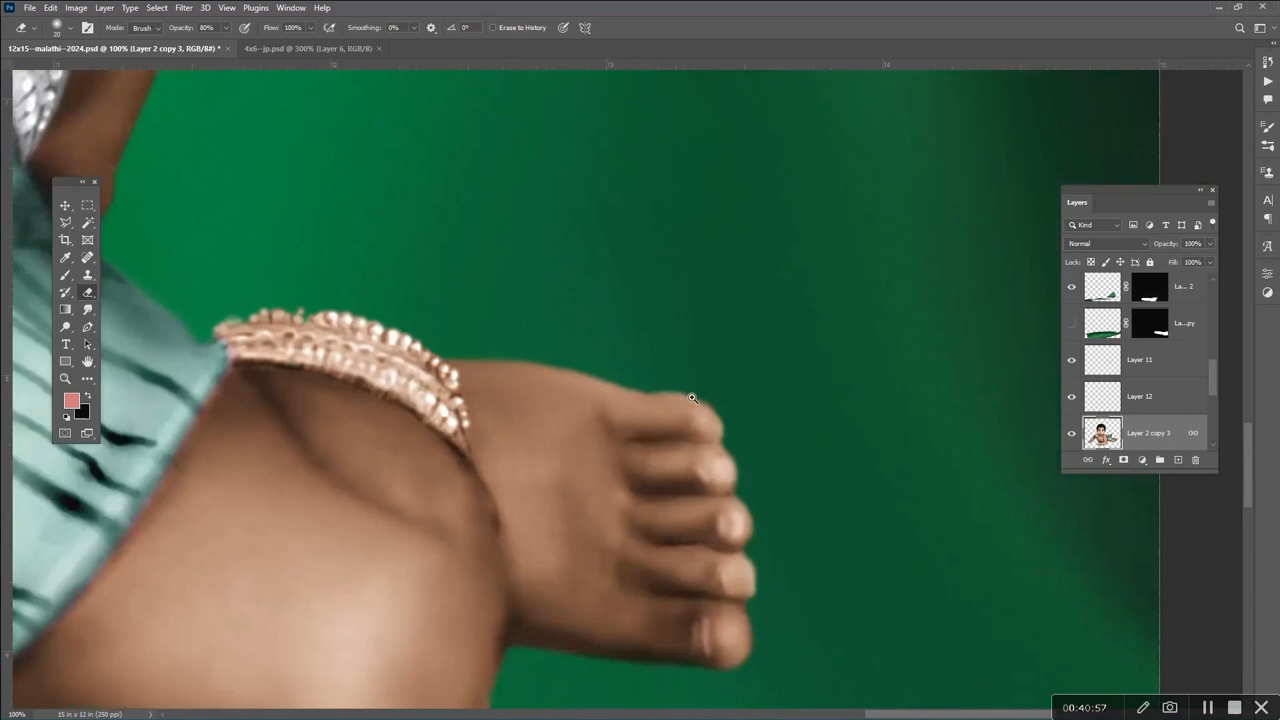 Ps File Edit Image Layer Type Select Filter 3D View Plugins Window Help
20 Mode: Brush Opacity: 80% Flow: 100% Smoothing: 0% 0° Erase to History
12x15--malathi--2024.psd @ 100% (Layer 2 copy 3, RGB/8#) * × 4x6--jp.psd @ 300% (Layer 6, RGB/8) ×
11 12 13 14 15
Layers
Kind
Normal Opacity: 100%
Lock: Fill: 100%
La... 2
La...py
Layer 11
Layer 12
Layer 2 copy 3
fx
00:40:57
100% 15 in x 12 in (250 ppi)